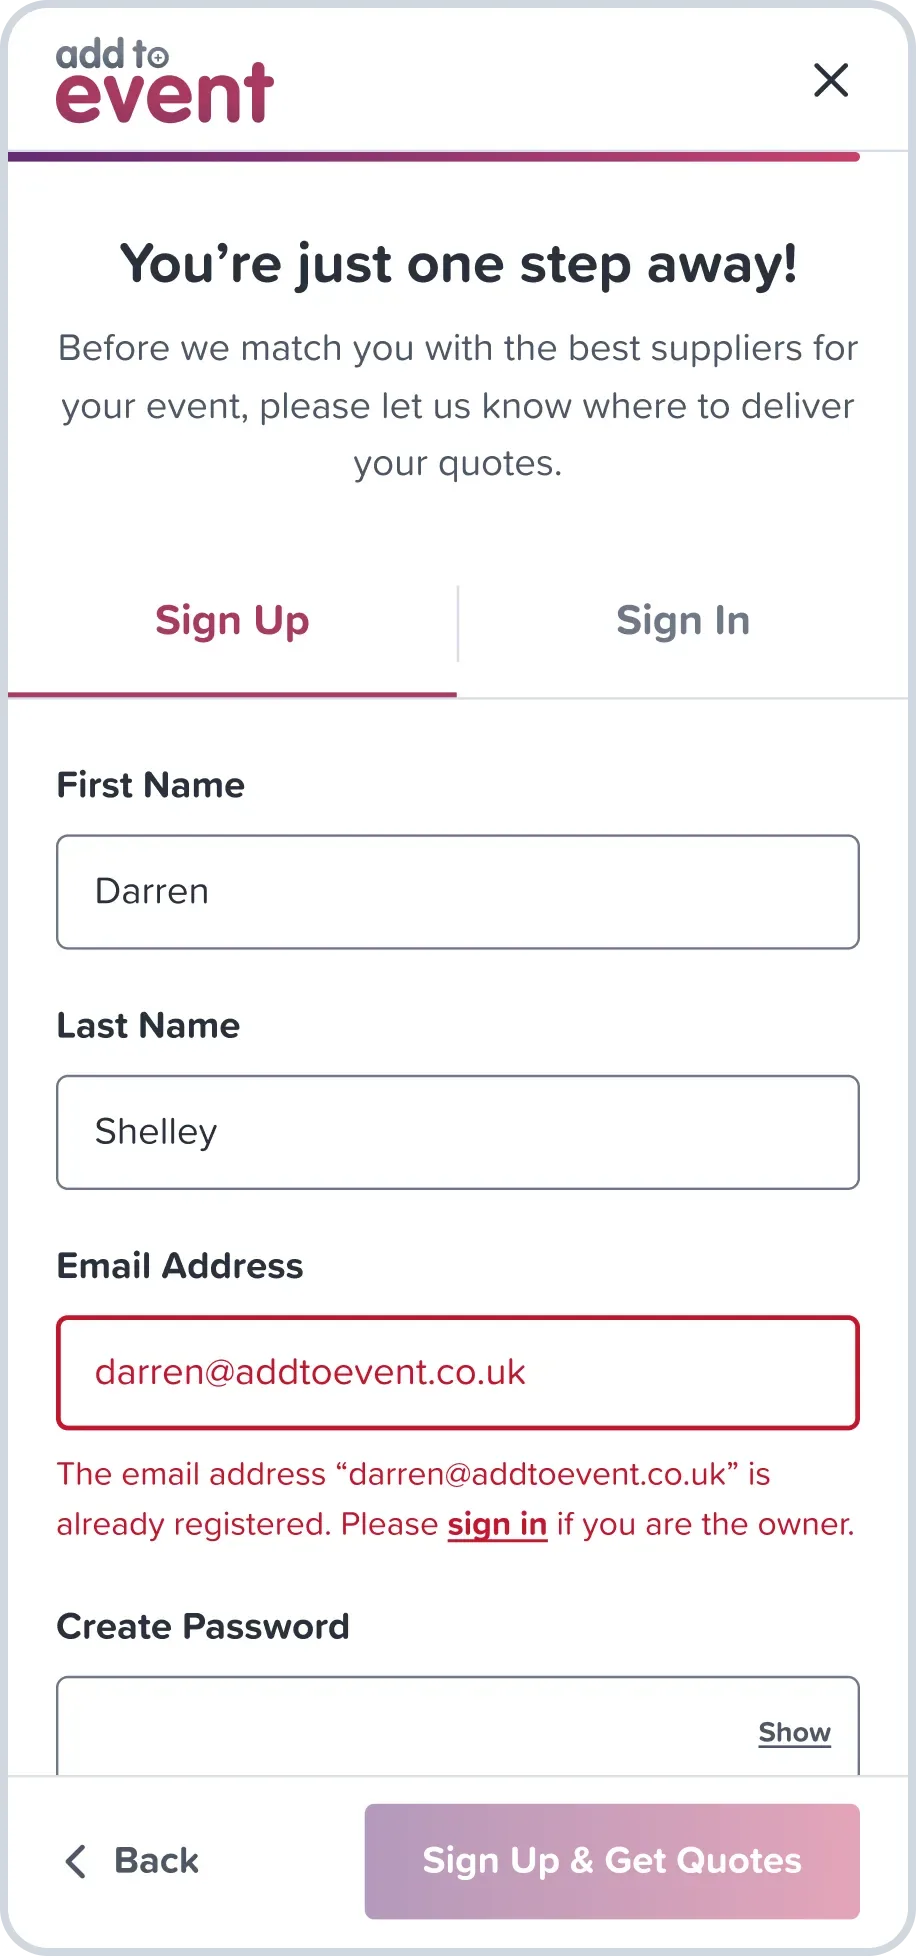 add to
event
You’re just one step away!
Before we match you with the best suppliers for
your event, please let us know where to deliver
your quotes.
Sign Up
Sign In
First Name
Darren
Last Name
Shelley
Email Address
darren@addtoevent.co.uk
The email address “darren@addtoevent.co.uk” is
already registered. Please sign in if you are the owner.
Create Password
Show
Back
Sign Up & Get Quotes